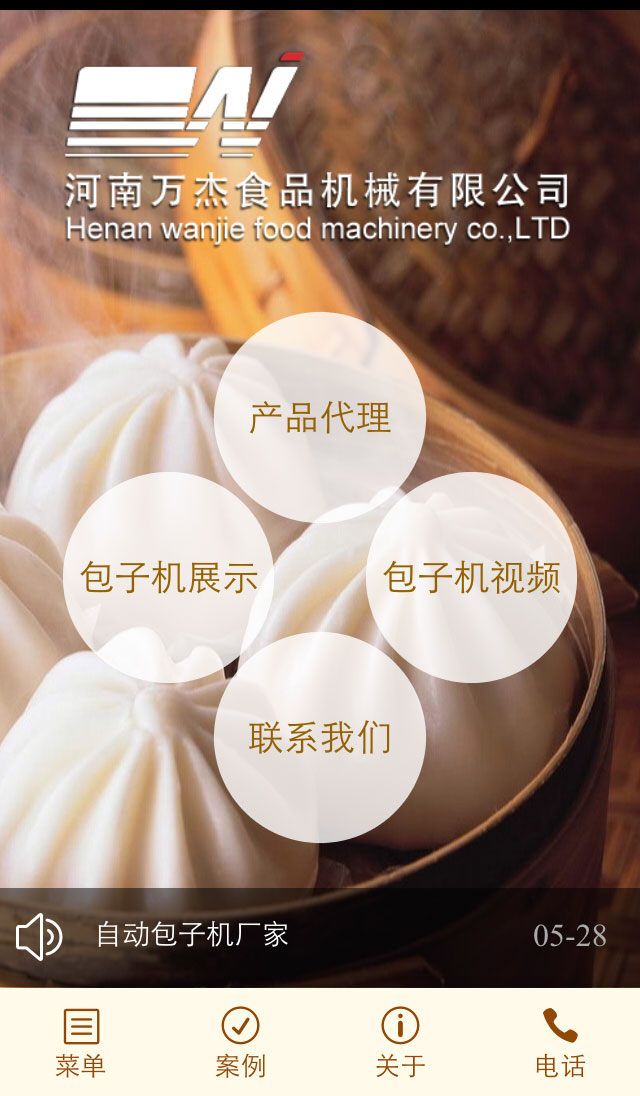 河南万杰食品机械有限公司
Henan wanjie food machinery co.,LTD
产品代理
包子机展示
包子机视频
联系我们
自动包子机厂家 05-28
菜单 案例 关于 电话